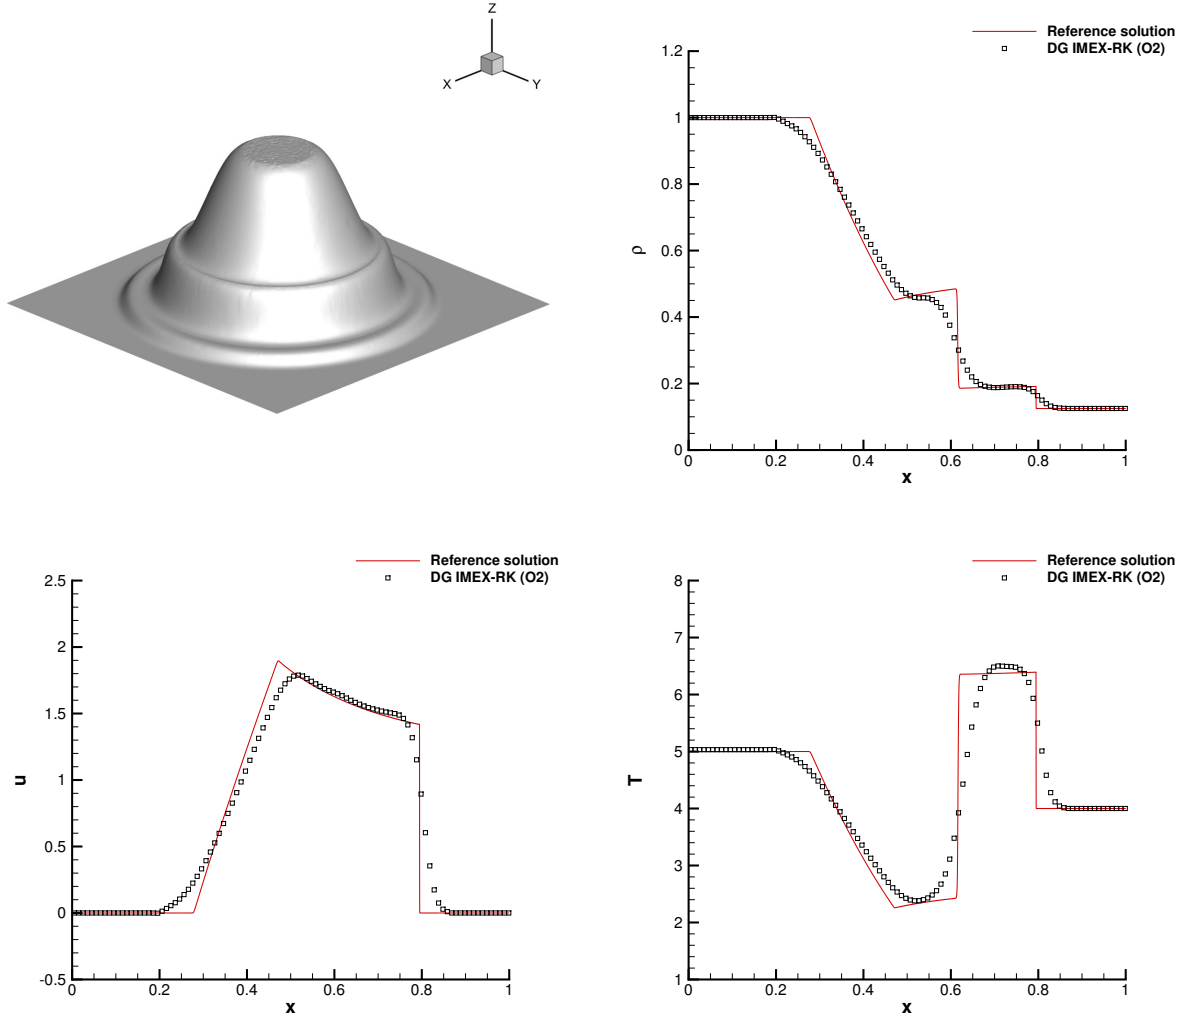 Z
X
Y
Reference solution
DG IMEX-RK (O2)
1.2
1
0.8
0.6
0.4
0.2
0
ρ
0
0.2
0.4
0.6
0.8
1
x
Reference solution
DG IMEX-RK (O2)
2.5
2
1.5
1
0.5
0
-0.5
u
0
0.2
0.4
0.6
0.8
1
x
Reference solution
DG IMEX-RK (O2)
8
7
6
5
4
3
2
1
T
0
0.2
0.4
0.6
0.8
1
x